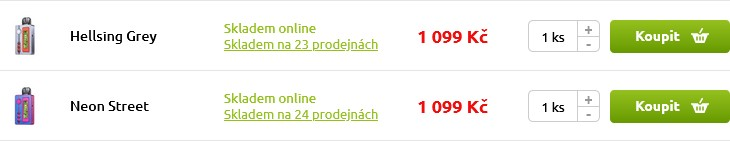 Hellsing Grey
Skladem online
Skladem na 23 prodejnách
1 099 Kč
1 ks
+
-
Koupit
Neon Street
Skladem online
Skladem na 24 prodejnách
1 099 Kč
1 ks
+
-
Koupit